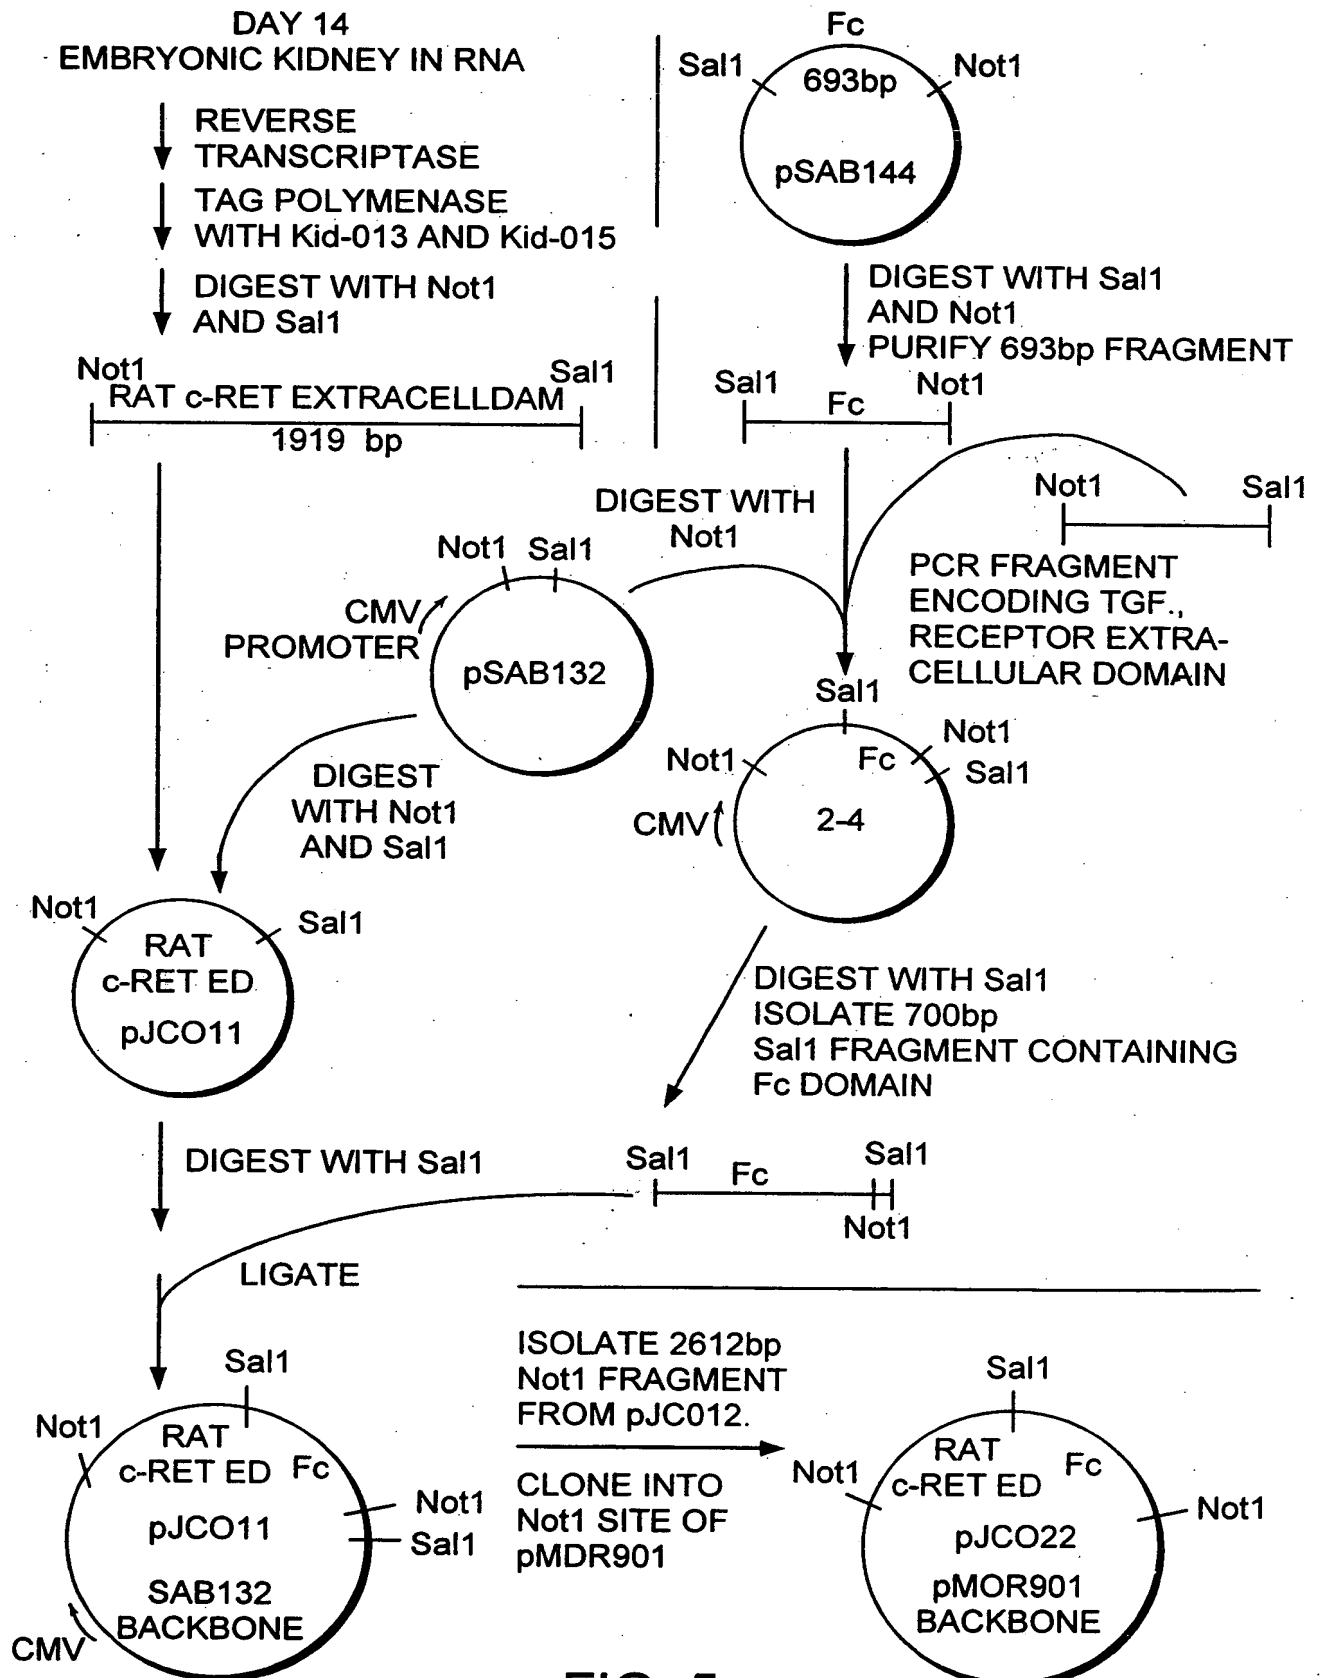 DAY 14
EMBRYONIC KIDNEY IN RNA
REVERSE
TRANSCRIPTASE
TAG POLYMENASE
WITH Kid-013 AND Kid-015
DIGEST WITH Not1
AND Sal1
Not1
Sal1
RAT c-RET EXTRACELLDAM
1919 bp
Fc
Sal1
Not1
693bp
pSAB144
DIGEST WITH Sal1
AND Not1
PURIFY 693bp FRAGMENT
Sal1
Not1
Fc
Not1
Sal1
PCR FRAGMENT
ENCODING TGF.,
RECEPTOR EXTRA-
CELLULAR DOMAIN
DIGEST WITH
Not1
Not1 Sal1
CMV
PROMOTER
pSAB132
DIGEST
WITH Not1
AND Sal1
Sal1
Not1
Fc
Not1
Sal1
CMV
2-4
Not1
Sal1
RAT
c-RET ED
pJCO11
DIGEST WITH Sal1
ISOLATE 700bp
Sal1 FRAGMENT CONTAINING
Fc DOMAIN
DIGEST WITH Sal1
Sal1
Fc
Sal1
Not1
LIGATE
Sal1
Not1
RAT
c-RET ED Fc
Not1
Sal1
pJCO11
SAB132
BACKBONE
CMV
ISOLATE 2612bp
Not1 FRAGMENT
FROM pJC012.
CLONE INTO
Not1 SITE OF
pMDR901
Sal1
Not1
RAT
c-RET ED
Fc
Not1
pJCO22
pMOR901
BACKBONE